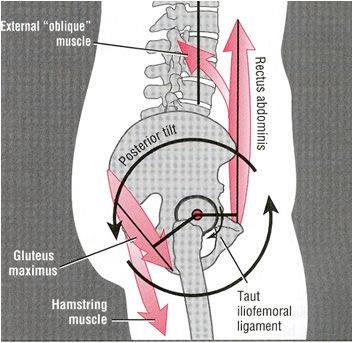 External "oblique"
muscle
Rectus abdominis
Posterior tilt
Gluteus
maximus
Hamstring
muscle
Taut
iliofemoral
ligament